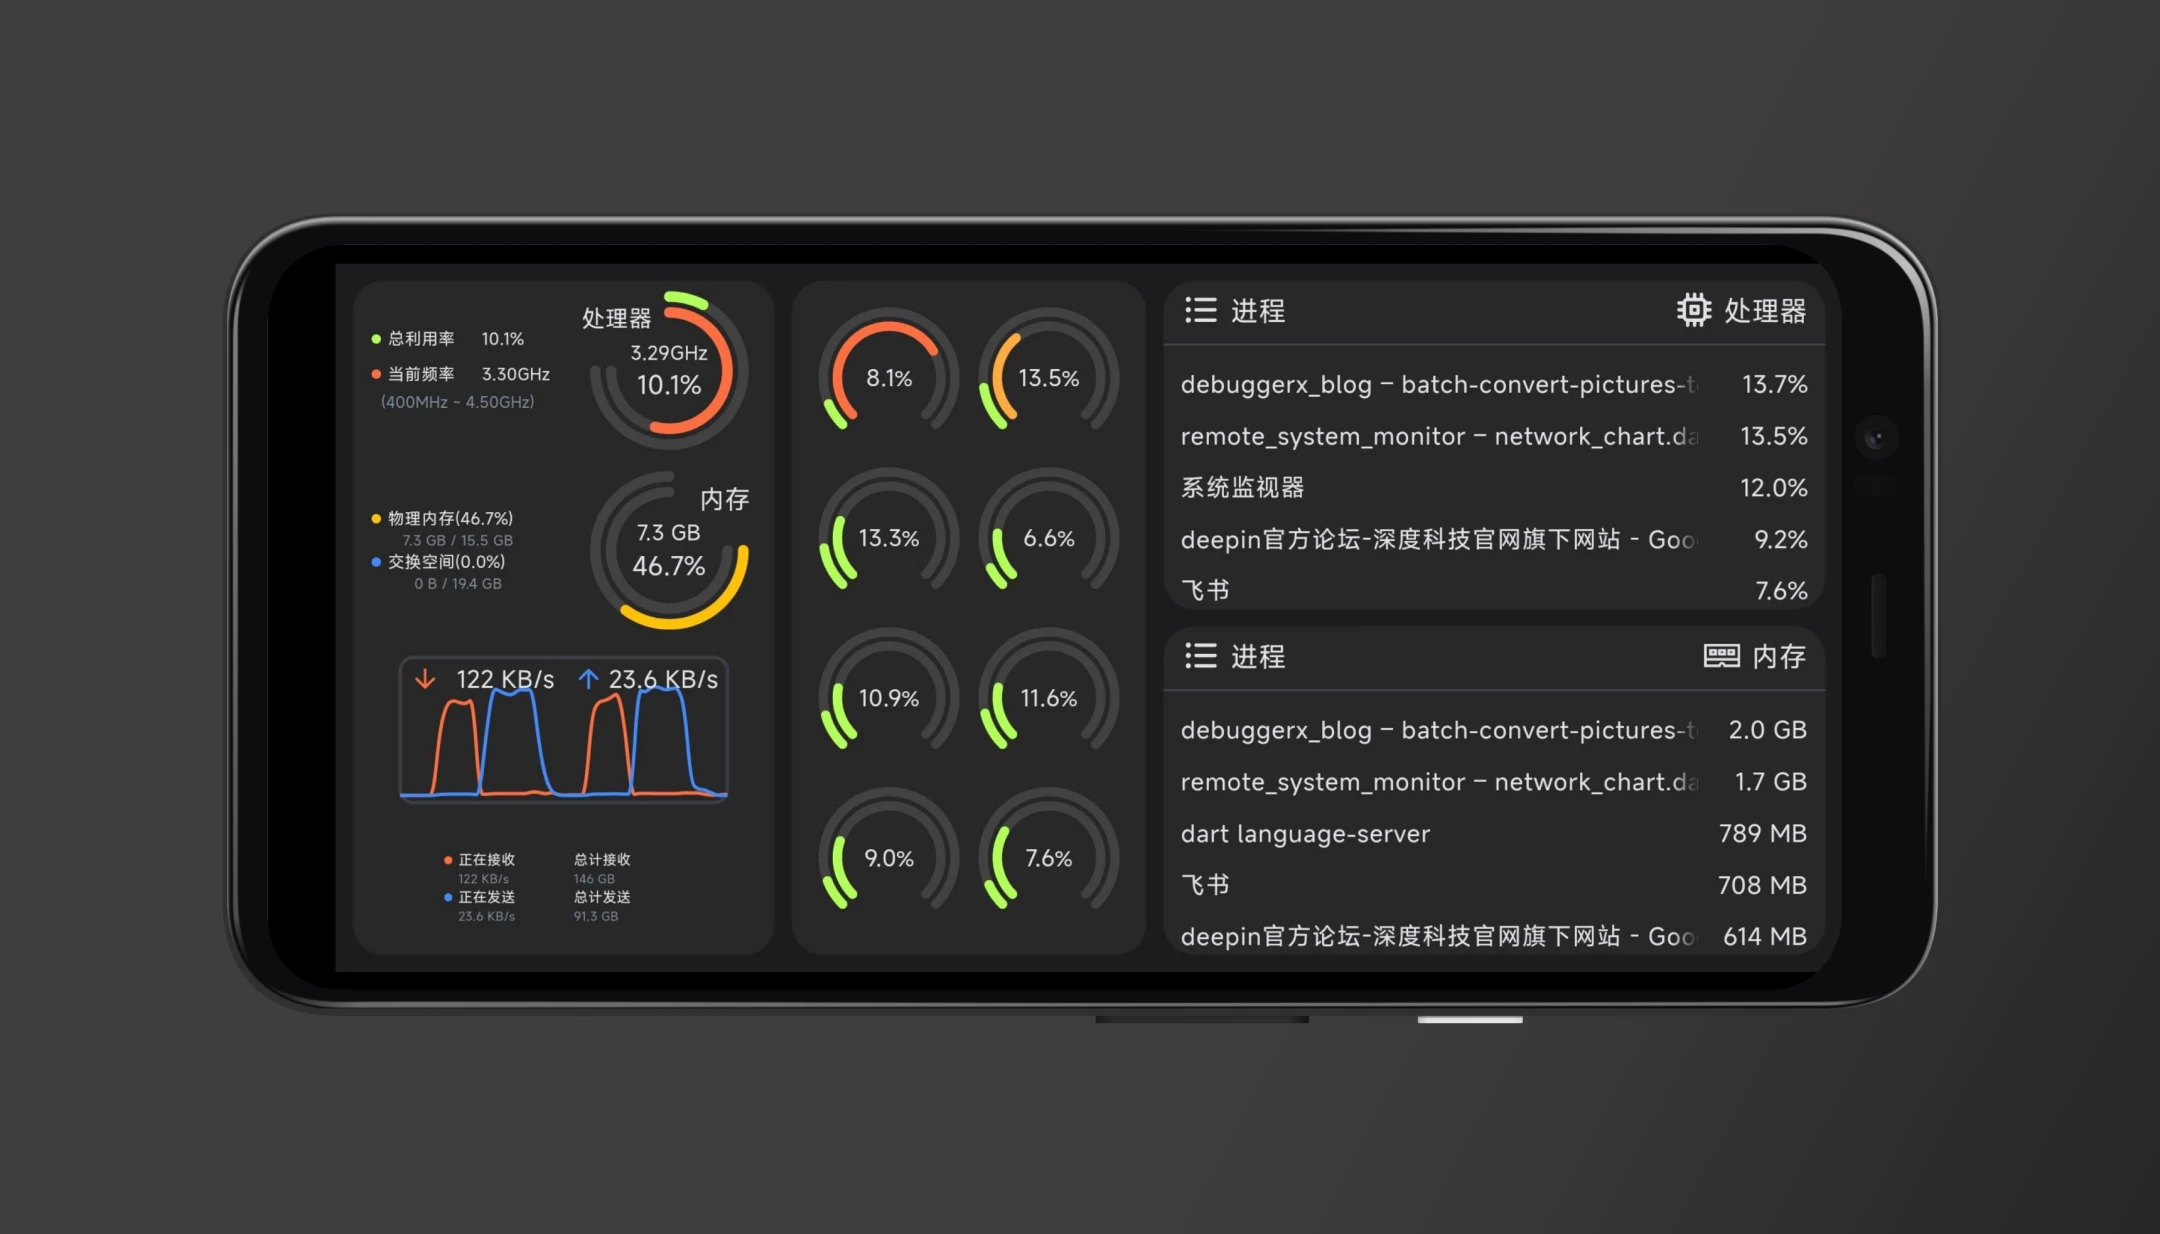 总利用率 10.1%
当前频率 3.30GHz
(400MHz ~ 4.50GHz)
处理器
3.29GHz
10.1%
物理内存(46.7%)
7.3 GB / 15.5 GB
交换空间(0.0%)
0 B / 19.4 GB
内存
7.3 GB
46.7%
122 KB/s 23.6 KB/s
正在接收 总计接收
122 KB/s 146 GB
正在发送 总计发送
23.6 KB/s 91.3 GB
8.1% 13.5%
13.3% 6.6%
10.9% 11.6%
9.0% 7.6%
进程 处理器
debuggerx_blog – batch-convert-pictures-t 13.7%
remote_system_monitor – network_chart.da 13.5%
系统监视器 12.0%
deepin官方论坛-深度科技官网旗下网站 - Goo 9.2%
飞书 7.6%
进程 内存
debuggerx_blog – batch-convert-pictures-t 2.0 GB
remote_system_monitor – network_chart.da 1.7 GB
dart language-server 789 MB
飞书 708 MB
deepin官方论坛-深度科技官网旗下网站 - Goo 614 MB